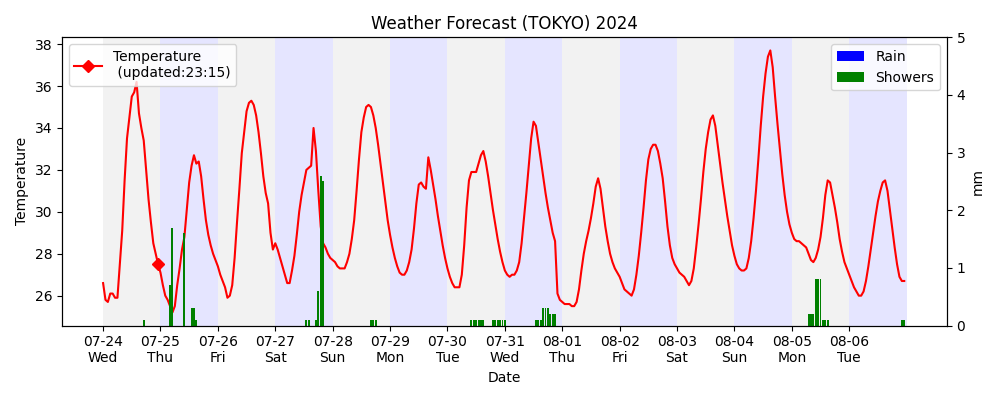 Weather Forecast (TOKYO) 2024
Temperature
(updated:23:15)
Rain
Showers
Temperature
38
36
34
32
30
28
26
5
4
3
2
1
0
mm
07-24 07-25 07-26 07-27 07-28 07-29 07-30 07-31 08-01 08-02 08-03 08-04 08-05 08-06
Wed Thu Fri Sat Sun Mon Tue Wed Thu Fri Sat Sun Mon Tue
Date